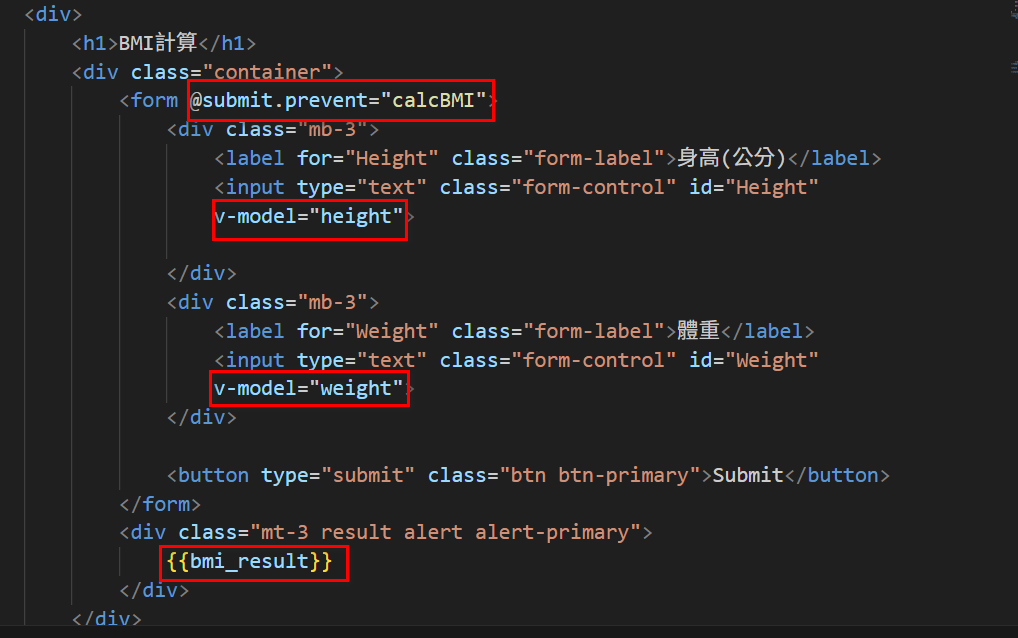 <div>
<h1>BMI計算</h1>
<div class="container">
<form @submit.prevent="calcBMI">
<div class="mb-3">
<label for="Height" class="form-label">身高(公分)</label>
<input type="text" class="form-control" id="Height"
v-model="height">
</div>
<div class="mb-3">
<label for="Weight" class="form-label">體重</label>
<input type="text" class="form-control" id="Weight"
v-model="weight">
</div>
<button type="submit" class="btn btn-primary">Submit</button>
</form>
<div class="mt-3 result alert alert-primary">
{{bmi_result}}
</div>
</div>